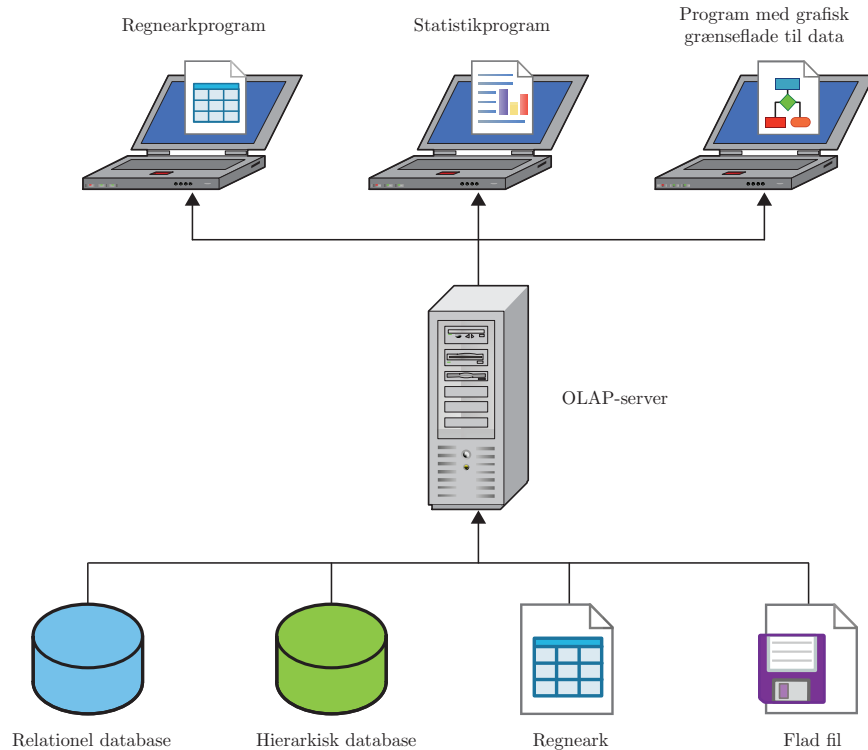 Regnearkprogram
Statistikprogram
Program med grafisk
grænseflade til data
OLAP-server
Relationel database
Hierarkisk database
Regneark
Flad fil